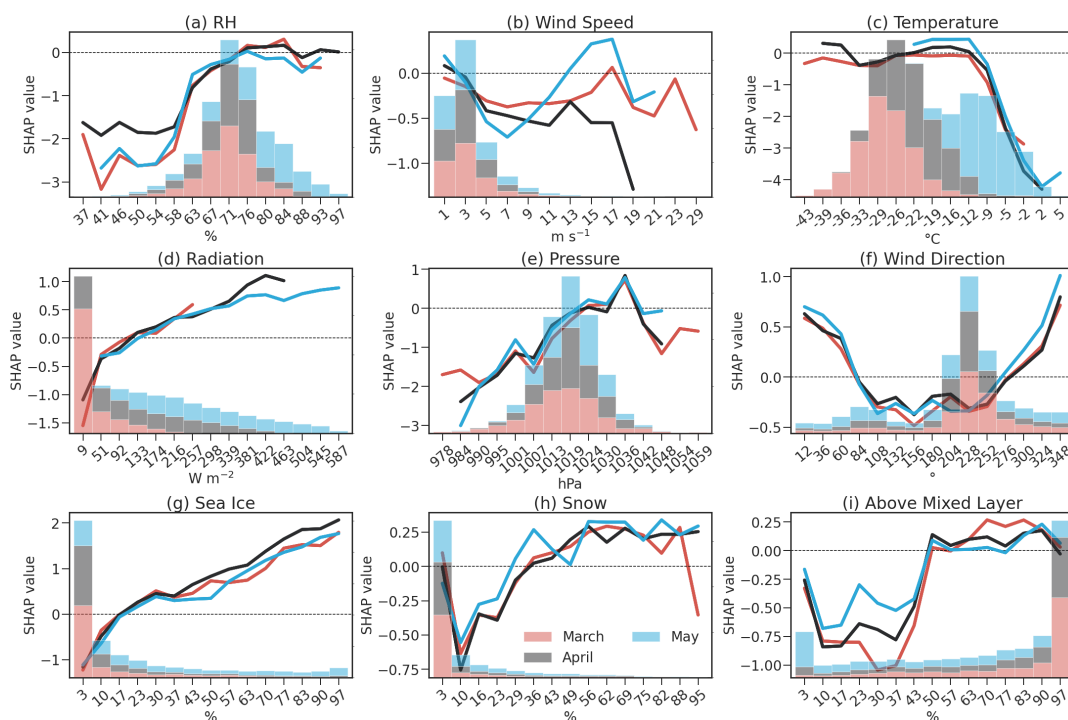 (a) RH
(b) Wind Speed
(c) Temperature
SHAP value
0
−1
−2
−3
37 41 46 50 54 58 63 67 71 76 80 84 88 93 97
%
SHAP value
0.0
−0.5
−1.0
1 3 5 7 9 11 13 15 17 19 21 23 29
m s⁻¹
SHAP value
0
−1
−2
−3
−4
-43 -39 -36 -33 -29 -26 -22 -19 -16 -12 -9 -5 -2 2 5
°C
(d) Radiation
(e) Pressure
(f) Wind Direction
SHAP value
1.0
0.5
0.0
−0.5
−1.0
−1.5
9 51 92 133 174 216 257 298 339 381 422 463 504 545 587
W m⁻²
SHAP value
1
0
−1
−2
−3
978 984 990 995 1001 1007 1013 1019 1025 1030 1036 1042 1048 1054 1059
hPa
SHAP value
1.0
0.5
0.0
−0.5
12 36 60 84 108 132 156 180 204 228 252 276 300 324 348
°
(g) Sea Ice
(h) Snow
(i) Above Mixed Layer
SHAP value
2
1
0
−1
3 10 17 23 30 37 43 50 57 63 70 77 83 90 97
%
SHAP value
0.25
0.00
−0.25
−0.50
−0.75
March
April
May
3 10 16 23 29 36 43 49 56 62 69 75 82 88 95
%
SHAP value
0.25
0.00
−0.25
−0.50
−0.75
−1.00
3 10 17 23 30 37 43 50 57 63 70 77 83 90 97
%